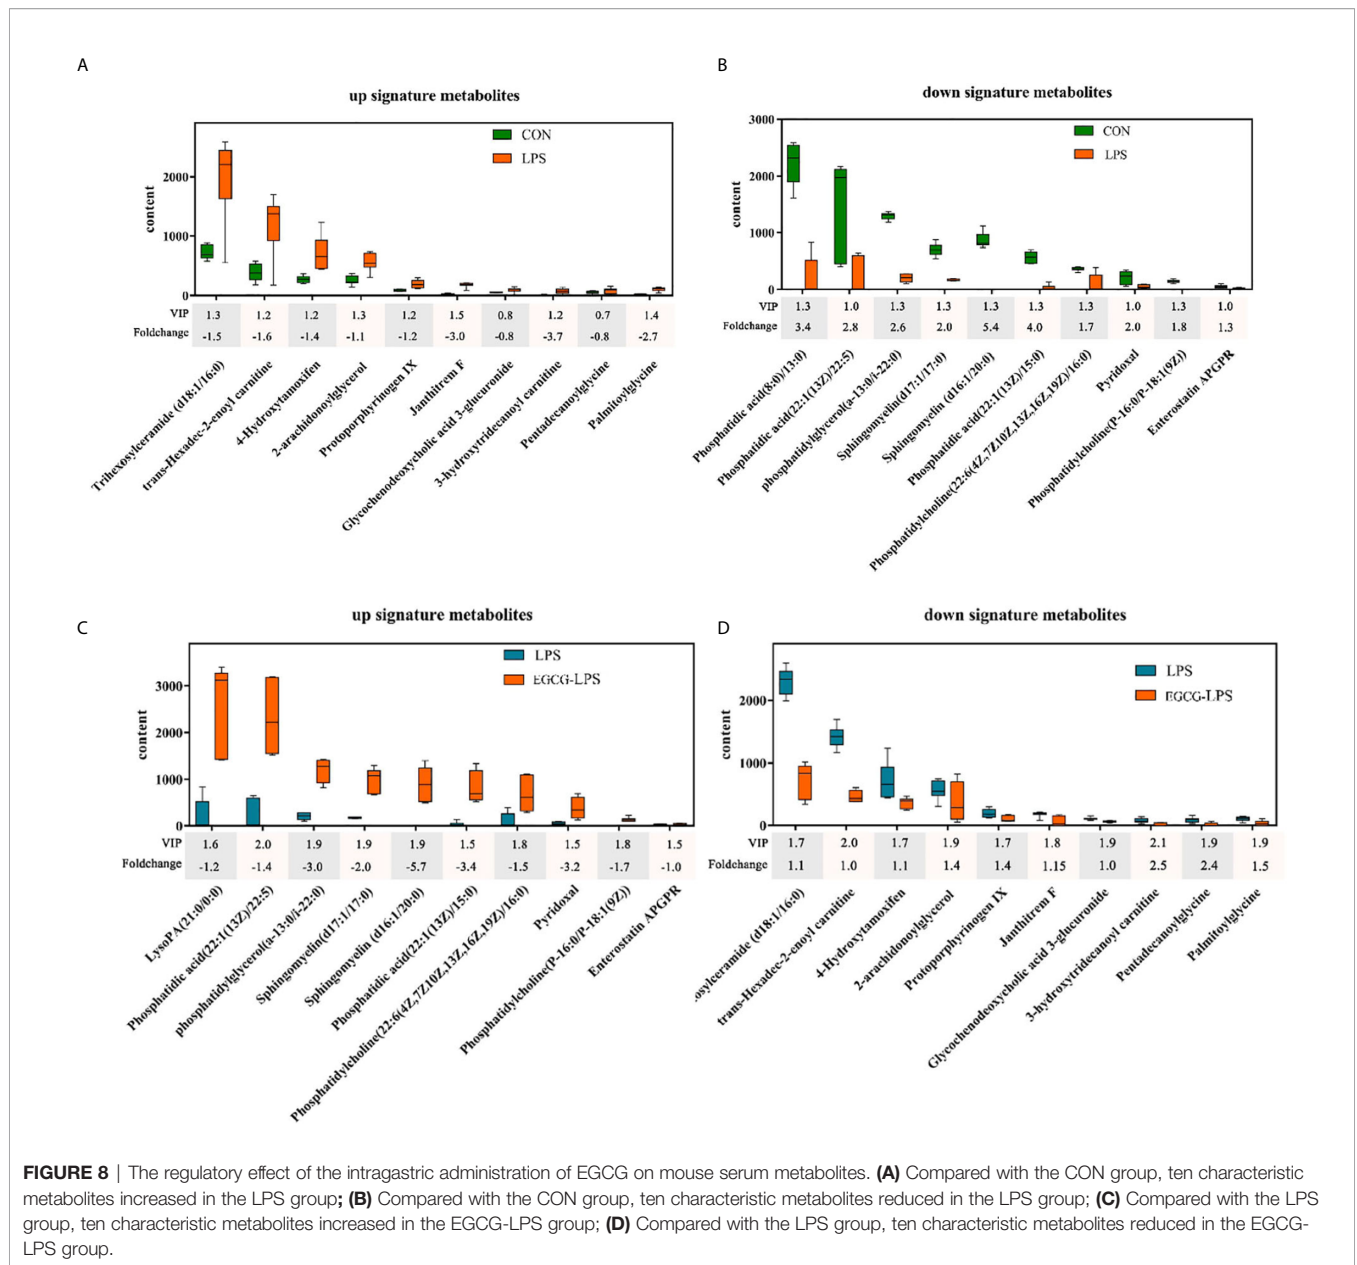 A
up signature metabolites
CON
LPS
content
2000
1000
0
VIP 1.3 1.2 1.2 1.3 1.2 1.5 0.8 1.2 0.7 1.4
Foldchange -1.5 -1.6 -1.4 -1.1 -1.2 -3.0 -0.8 -3.7 -0.8 -2.7
Trihexosylceramide (d18:1/16:0)
trans-Hexadec-2-enoyl carnitine
4-Hydroxytamoxifen
2-arachidonoylglycerol
Protoporphyrinogen IX
Janthitrem F
Glycochenodeoxycholic acid 3-glucuronide
3-hydroxytridecanoyl carnitine
Pentadecanoylglycine
Palmitoylglycine
B
down signature metabolites
CON
LPS
content
3000
2000
1000
0
VIP 1.3 1.0 1.3 1.3 1.3 1.3 1.3 1.0 1.3 1.0
Foldchange 3.4 2.8 2.6 2.0 5.4 4.0 1.7 2.0 1.8 1.3
Phosphatidic acid(8:0)/13:0)
Phosphatidic acid(22:1(13Z)/22:5)
phosphatidylglycerol(a-13:0/i-22:0)
Sphingomyeln(d17:1/17:0)
Sphingomyelin (d16:1/20:0)
Phosphatidic acid(22:1(13Z)/15:0)
Phosphatidylcholine(22:6(4Z,7Z10Z,13Z,16Z,19Z)/16:0)
Pyridoxal
Phosphatidylcholine(P-16:0/P-18:1(9Z))
Enterostatin APGPR
C
up signature metabolites
LPS
EGCG-LPS
content
3000
2000
1000
0
VIP 1.6 2.0 1.9 1.9 1.9 1.5 1.8 1.5 1.8 1.5
Foldchange -1.2 -1.4 -3.0 -2.0 -5.7 -3.4 -1.5 -3.2 -1.7 -1.0
LysoPA(21:0/0:0)
Phosphatidic acid(22:1(13Z)/22:5)
phosphatidylglycerol(a-13:0/i-22:0)
Sphingomyelin(d17:1/17:0)
Sphingomyelin (d16:1/20:0)
Phosphatidic acid(22:1(13Z)/15:0)
Phosphatidylcholine(22:6(4Z,7Z10Z,13Z,16Z,19Z)/16:0)
Pyridoxal
Phosphatidylcholine(P-16:0/P-18:1(9Z))
Enterostatin APGPR
D
down signature metabolites
LPS
EGCG-LPS
content
2000
1000
0
VIP 1.7 2.0 1.7 1.9 1.7 1.8 1.9 2.1 1.9 1.9
Foldchange 1.1 1.0 1.1 1.4 1.4 1.15 1.0 2.5 2.4 1.5
osylceramide (d18:1/16:0)
trans-Hexadec-2-enoyl carnitine
4-Hydroxytamoxifen
2-arachidonoylglycerol
Protoporphyrinogen IX
Janthitrem F
Glycochenodeoxycholic acid 3-glucuronide
3-hydroxytridecanoyl carnitine
Pentadecanoylglycine
Palmitoylglycine
FIGURE 8 | The regulatory effect of the intragastric administration of EGCG on mouse serum metabolites. (A) Compared with the CON group, ten characteristic
metabolites increased in the LPS group; (B) Compared with the CON group, ten characteristic metabolites reduced in the LPS group; (C) Compared with the LPS
group, ten characteristic metabolites increased in the EGCG-LPS group; (D) Compared with the LPS group, ten characteristic metabolites reduced in the EGCG-
LPS group.